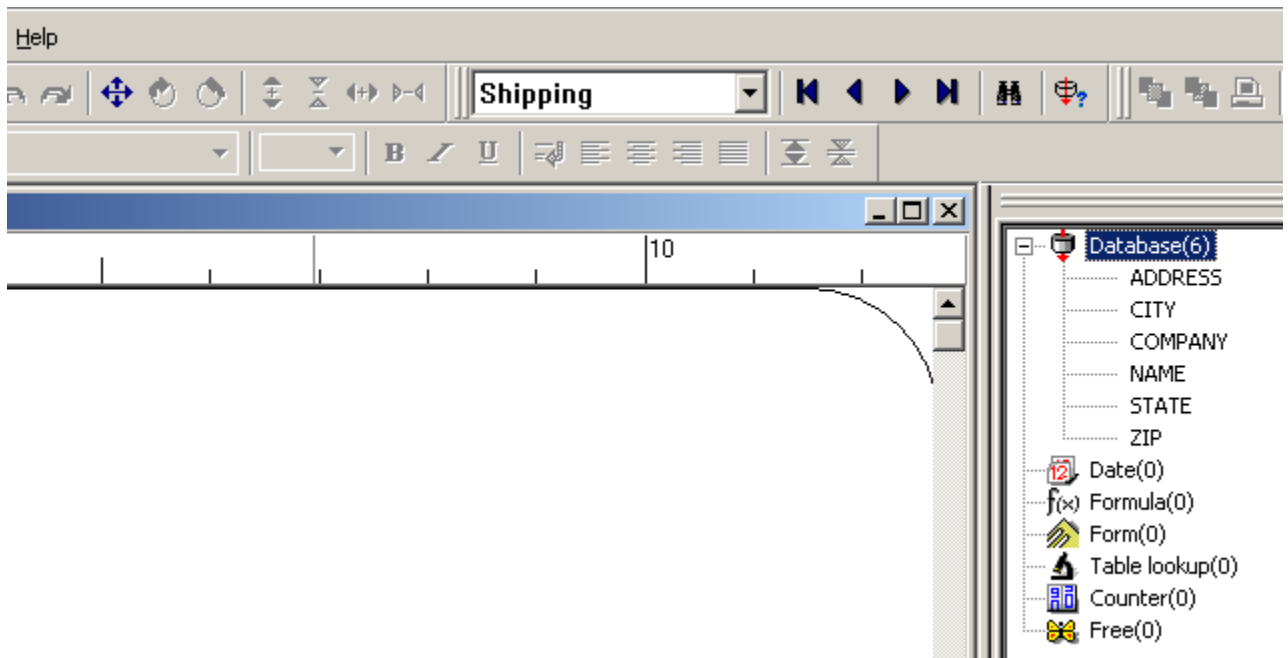 Help
Shipping
B I U
10
Database(6)
ADDRESS
CITY
COMPANY
NAME
STATE
ZIP
12 Date(0)
f(x) Formula(0)
Form(0)
Table lookup(0)
Counter(0)
Free(0)